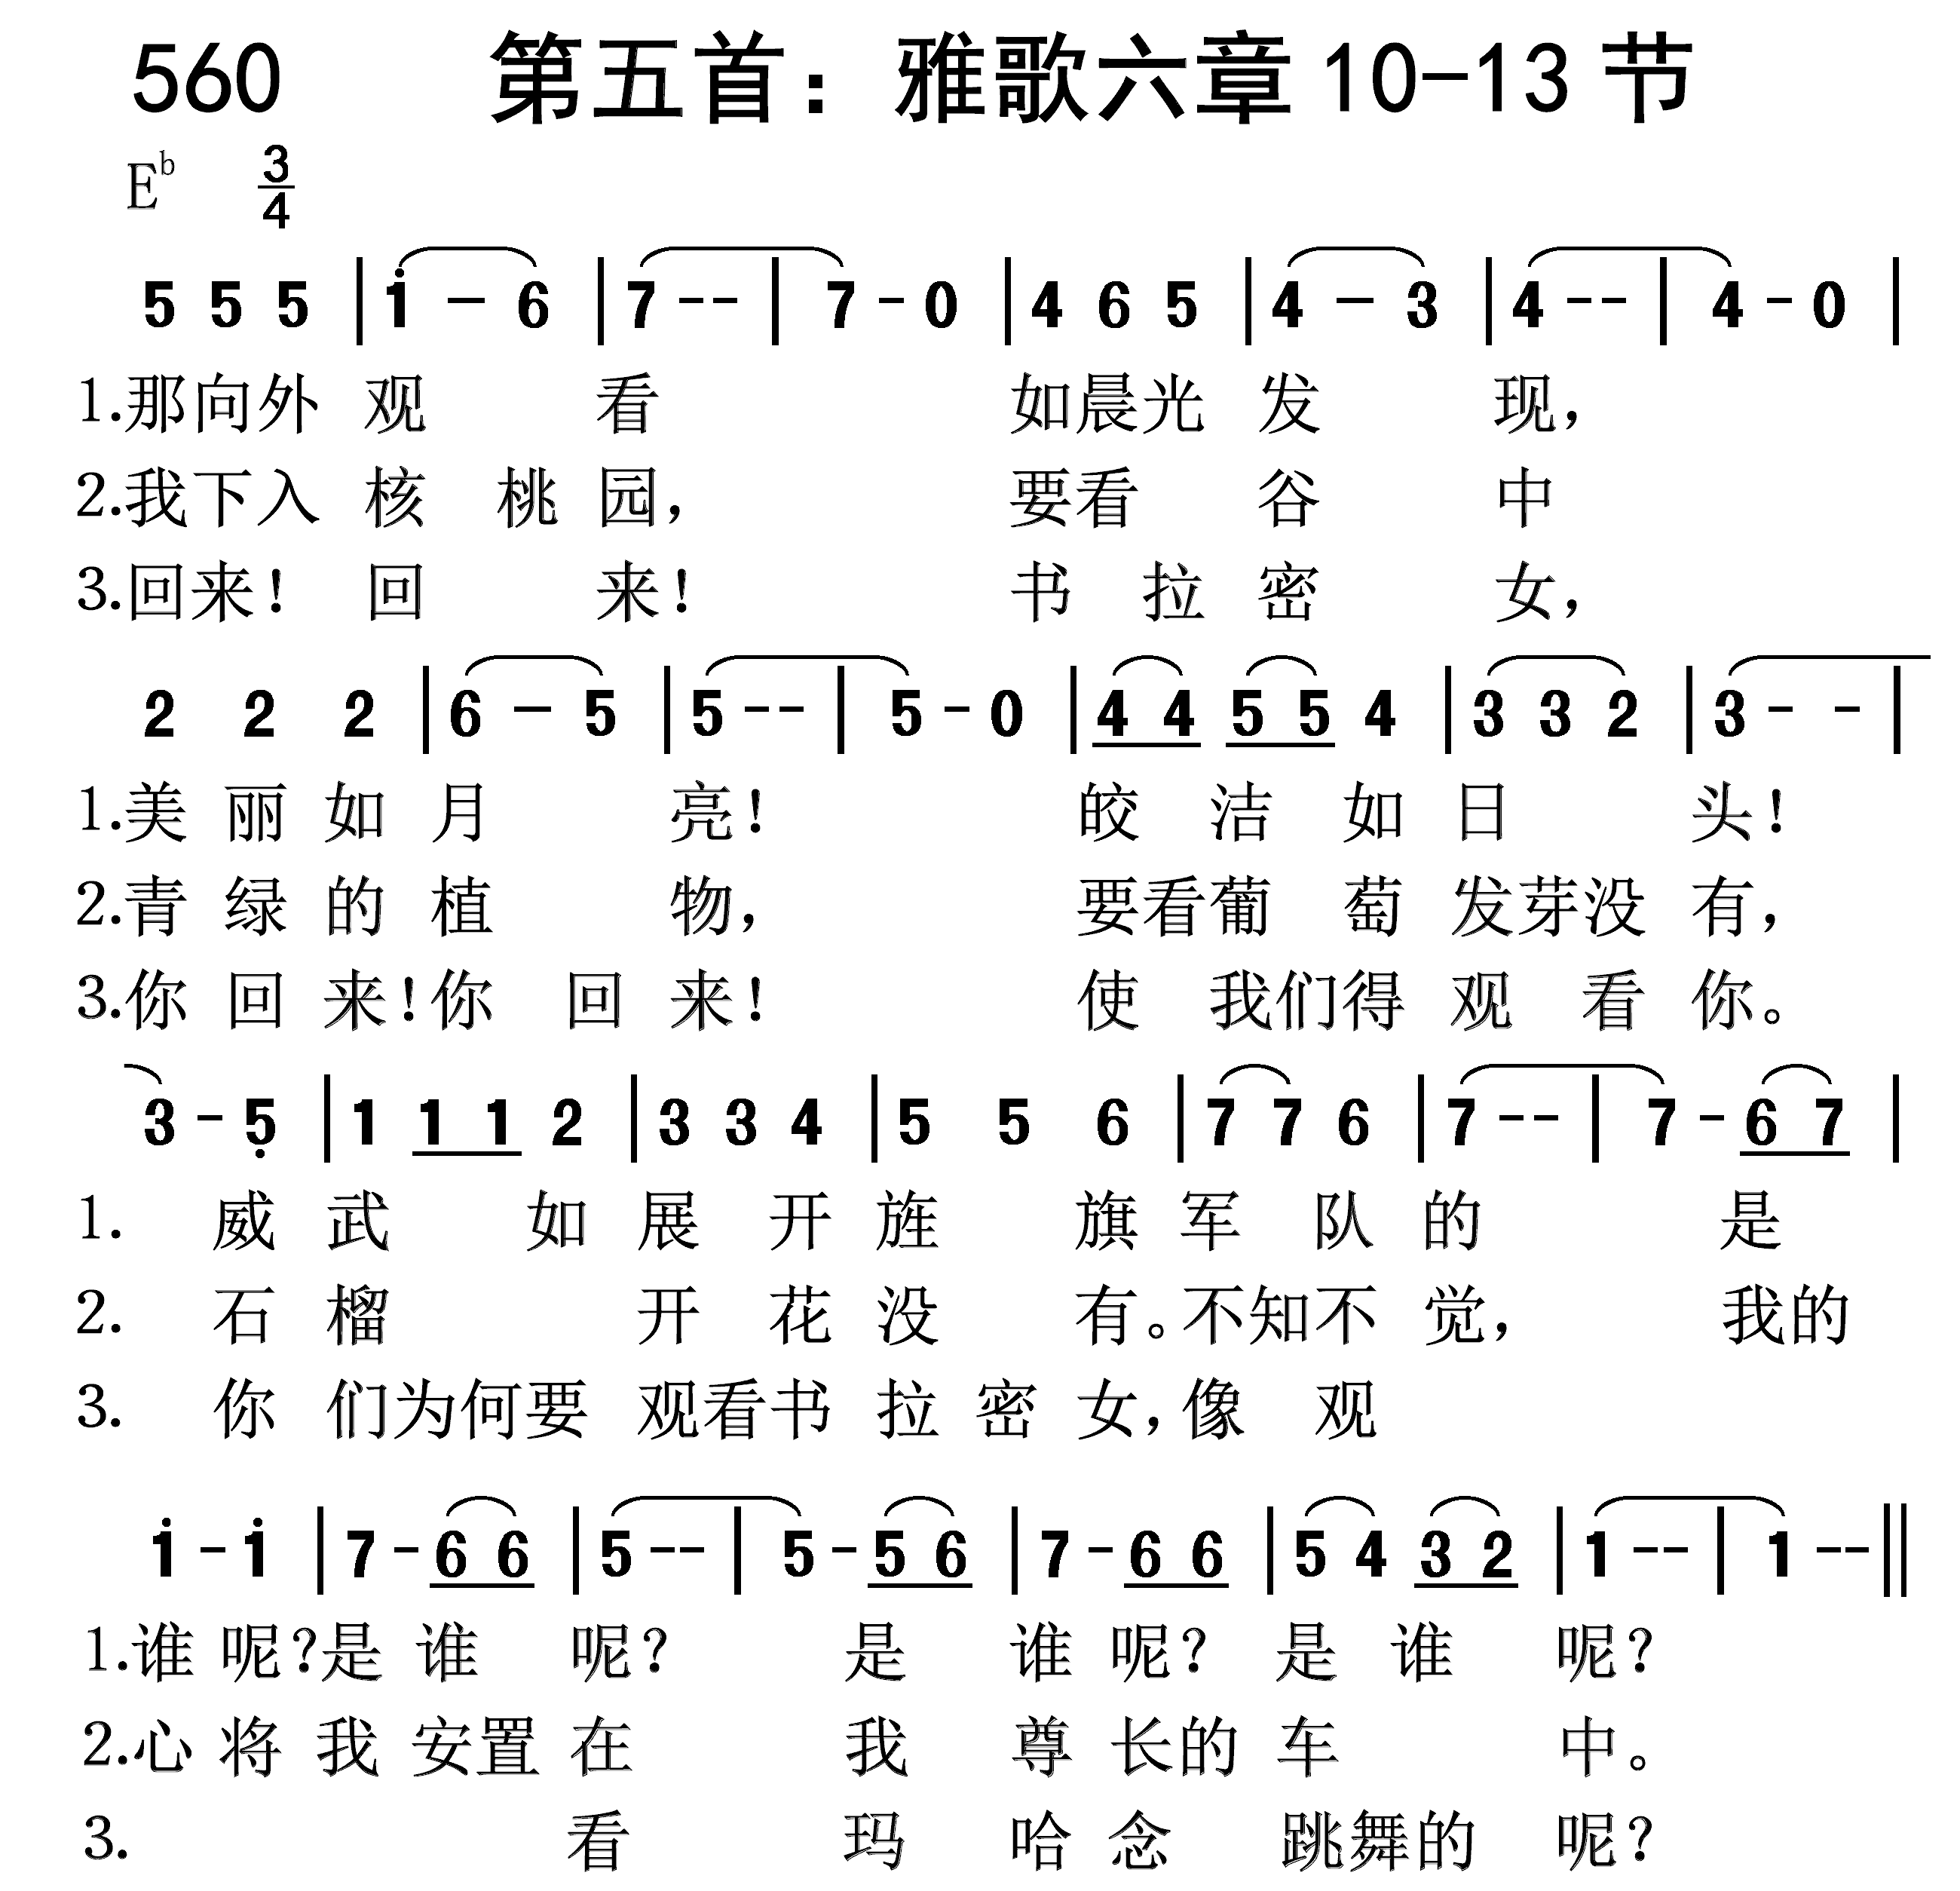 560 第五首：雅歌六章10-13节
E♭ 3/4
5 5 5 | i - 6 | 7 - - | 7 - 0 | 4 6 5 | 4 - 3 | 4 - - | 4 - 0 |
1.那向外 观 看 如晨光 发 现，
2.我下入 核 桃 园， 要看 谷 中
3.回来！ 回 来！ 书 拉 密 女，
2 2 2 | 6 - 5 | 5 - - | 5 - 0 | 4 4 5 5 4 | 3 3 2 | 3 - - |
1.美 丽 如 月 亮！ 皎 洁 如 日 头！
2.青 绿 的 植 物， 要看葡 萄 发芽没 有，
3.你 回 来！你 回 来！ 使 我们得 观 看 你。
3 - 5 | 1 1 1 2 | 3 3 4 | 5 5 6 | 7 7 6 | 7 - - | 7 - 6 7 |
1. 威 武 如 展 开 旌 旗 军 队 的 是
2. 石 榴 开 花 没 有。不知不 觉， 我的
3. 你 们为何要 观看书 拉 密 女，像 观
i - i | 7 - 6 6 | 5 - - | 5 - 5 6 | 7 - 6 6 | 5 4 3 2 | 1 - - | 1 - - ||
1.谁 呢？是 谁 呢？ 是 谁 呢？ 是 谁 呢？
2.心 将 我 安置 在 我 尊 长的 车 中。
3. 看 玛 哈 念 跳舞的 呢？